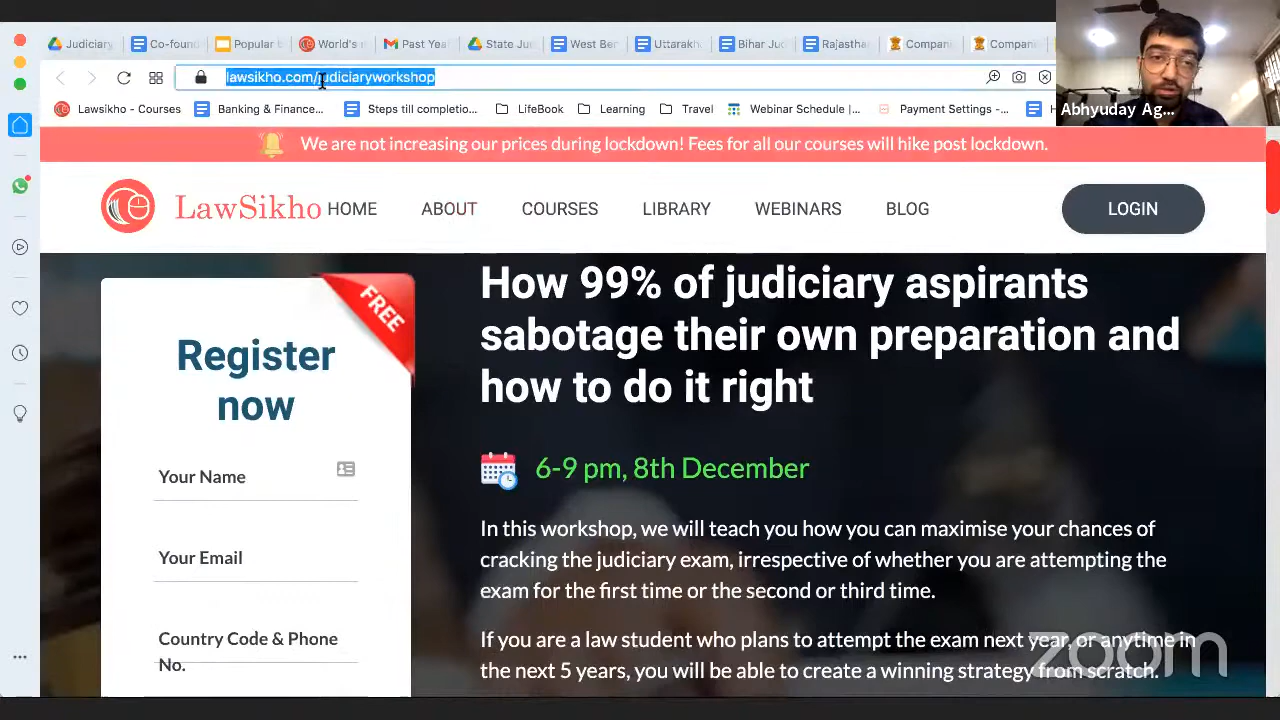 Judiciary
Co-foun
Popular b
World's n
Past Yea
State Jud
West Ben
Uttarakh
Bihar Jud
Rajastha
Compani
Compani
lawsikho.com/judiciaryworkshop
Abhyuday Ag...
Lawsikho - Courses
Banking & Finance...
Steps till completio...
LifeBook
Learning
Travel
Webinar Schedule |...
Payment Settings -...
We are not increasing our prices during lockdown! Fees for all our courses will hike post lockdown.
LawSikho
HOME
ABOUT
COURSES
LIBRARY
WEBINARS
BLOG
LOGIN
FREE
Register
now
Your Name
Your Email
Country Code & Phone
No.
How 99% of judiciary aspirants
sabotage their own preparation and
how to do it right
6-9 pm, 8th December
In this workshop, we will teach you how you can maximise your chances of
cracking the judiciary exam, irrespective of whether you are attempting the
exam for the first time or the second or third time.
If you are a law student who plans to attempt the exam next year, or anytime in
the next 5 years, you will be able to create a winning strategy from scratch.
zoom